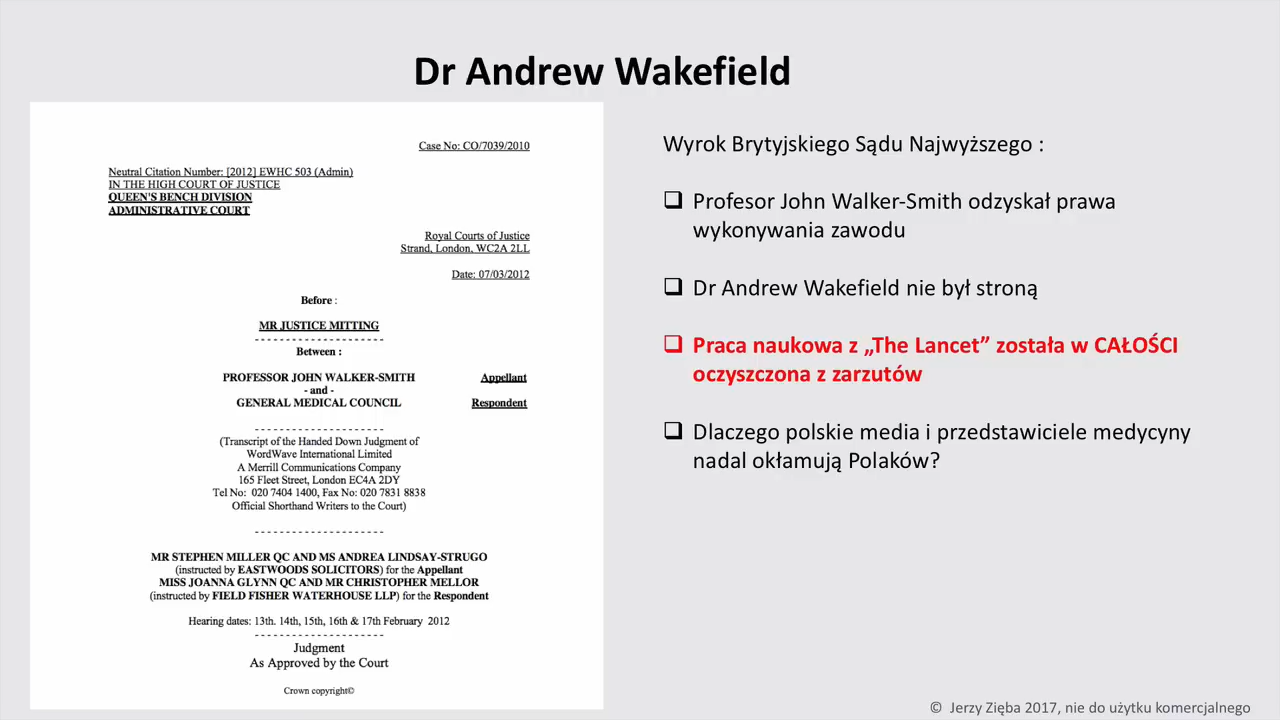 Dr Andrew Wakefield
Case No: CO/7039/2010
Neutral Citation Number: [2012] EWHC 503 (Admin)
IN THE HIGH COURT OF JUSTICE
QUEEN'S BENCH DIVISION
ADMINISTRATIVE COURT
Royal Courts of Justice
Strand, London, WC2A 2LL
Date: 07/03/2012
Before :
MR JUSTICE MITTING
- - - - - - - - - - - - - - - - - - - - -
Between :
PROFESSOR JOHN WALKER-SMITH Appellant
- and -
GENERAL MEDICAL COUNCIL Respondent
- - - - - - - - - - - - - - - - - - - - -
(Transcript of the Handed Down Judgment of
WordWave International Limited
A Merrill Communications Company
165 Fleet Street, London EC4A 2DY
Tel No: 020 7404 1400, Fax No: 020 7831 8838
Official Shorthand Writers to the Court)
- - - - - - - - - - - - - - - - - - - - -
MR STEPHEN MILLER QC AND MS ANDREA LINDSAY-STRUGO
(instructed by EASTWOODS SOLICITORS) for the Appellant
MISS JOANNA GLYNN QC AND MR CHRISTOPHER MELLOR
(instructed by FIELD FISHER WATERHOUSE LLP) for the Respondent
Hearing dates: 13th. 14th, 15th, 16th & 17th February 2012
- - - - - - - - - - - - - - - - - - - - -
Judgment
As Approved by the Court
Crown copyright©
Wyrok Brytyjskiego Sądu Najwyższego :
❑ Profesor John Walker-Smith odzyskał prawa
wykonywania zawodu
❑ Dr Andrew Wakefield nie był stroną
❑ Praca naukowa z „The Lancet” została w CAŁOŚCI
oczyszczona z zarzutów
❑ Dlaczego polskie media i przedstawiciele medycyny
nadal okłamują Polaków?
© Jerzy Zięba 2017, nie do użytku komercjalnego